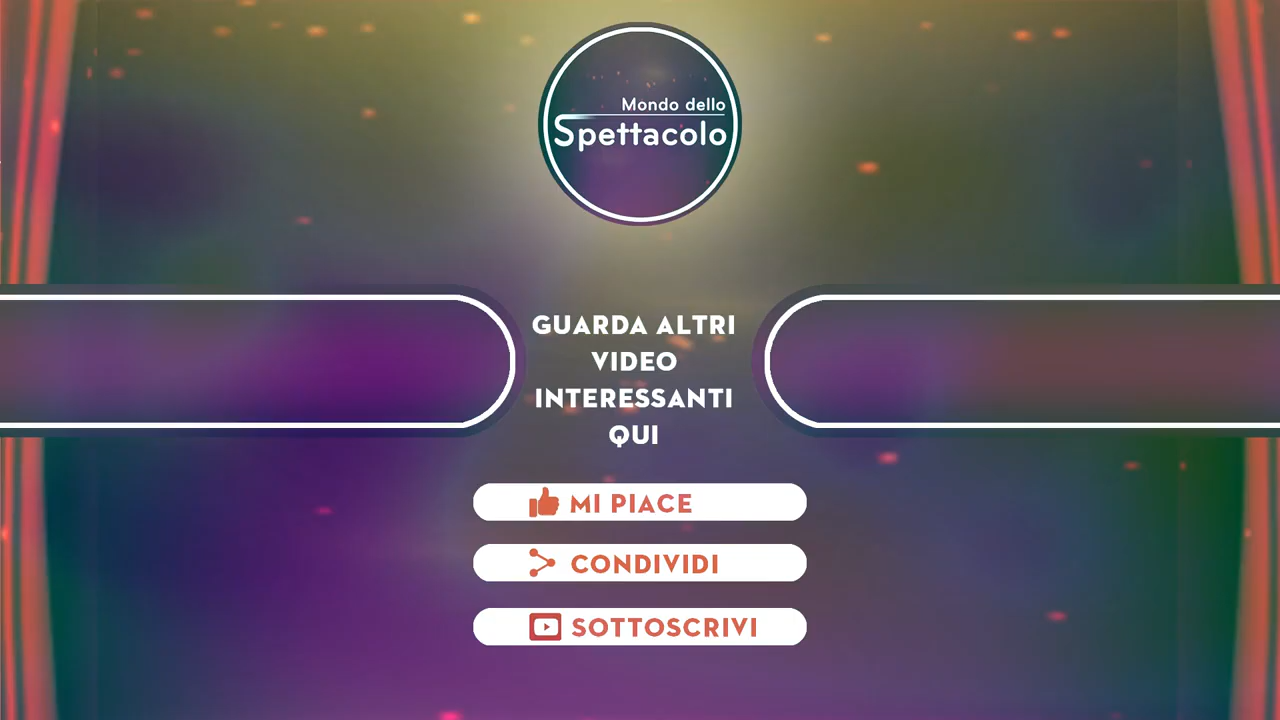 Mondo dello
Spettacolo
GUARDA ALTRI
VIDEO
INTERESSANTI
QUI
MI PIACE
CONDIVIDI
SOTTOSCRIVI